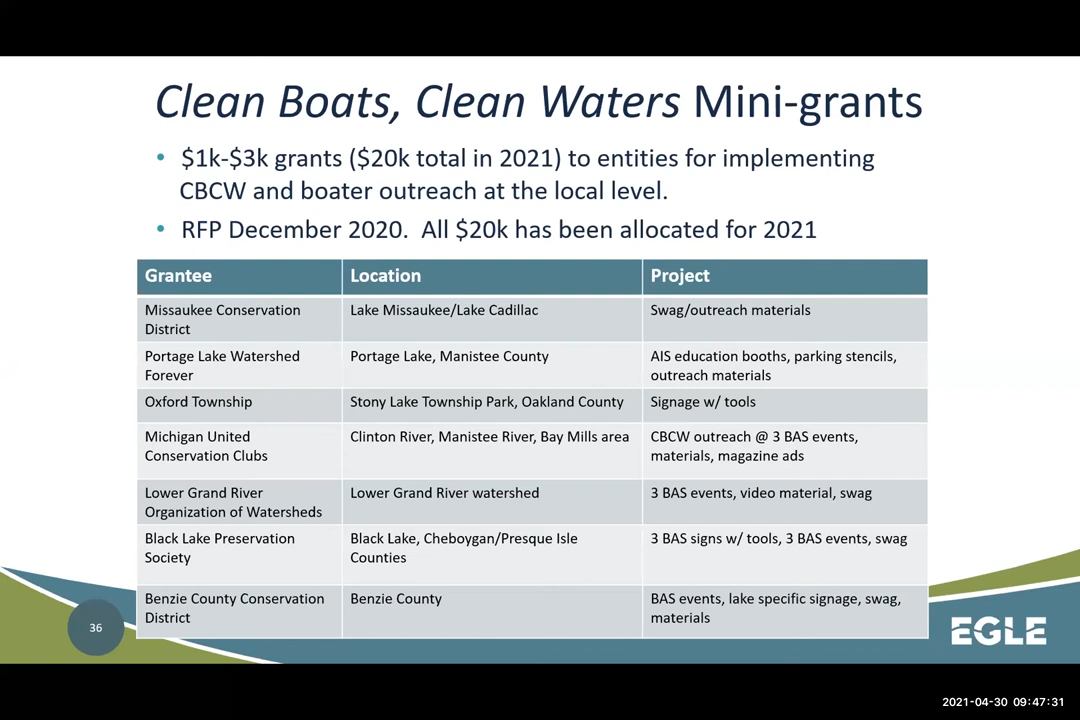 Clean Boats, Clean Waters Mini-grants
• $1k-$3k grants ($20k total in 2021) to entities for implementing
CBCW and boater outreach at the local level.
• RFP December 2020.  All $20k has been allocated for 2021
Grantee Location Project
Missaukee Conservation
District
Lake Missaukee/Lake Cadillac
Swag/outreach materials
Portage Lake Watershed
Forever
Portage Lake, Manistee County
AIS education booths, parking stencils,
outreach materials
Oxford Township
Stony Lake Township Park, Oakland County
Signage w/ tools
Michigan United
Conservation Clubs
Clinton River, Manistee River, Bay Mills area
CBCW outreach @ 3 BAS events,
materials, magazine ads
Lower Grand River
Organization of Watersheds
Lower Grand River watershed
3 BAS events, video material, swag
Black Lake Preservation
Society
Black Lake, Cheboygan/Presque Isle
Counties
3 BAS signs w/ tools, 3 BAS events, swag
Benzie County Conservation
District
Benzie County
BAS events, lake specific signage, swag,
materials
36
EGLE
2021-04-30 09:47:31